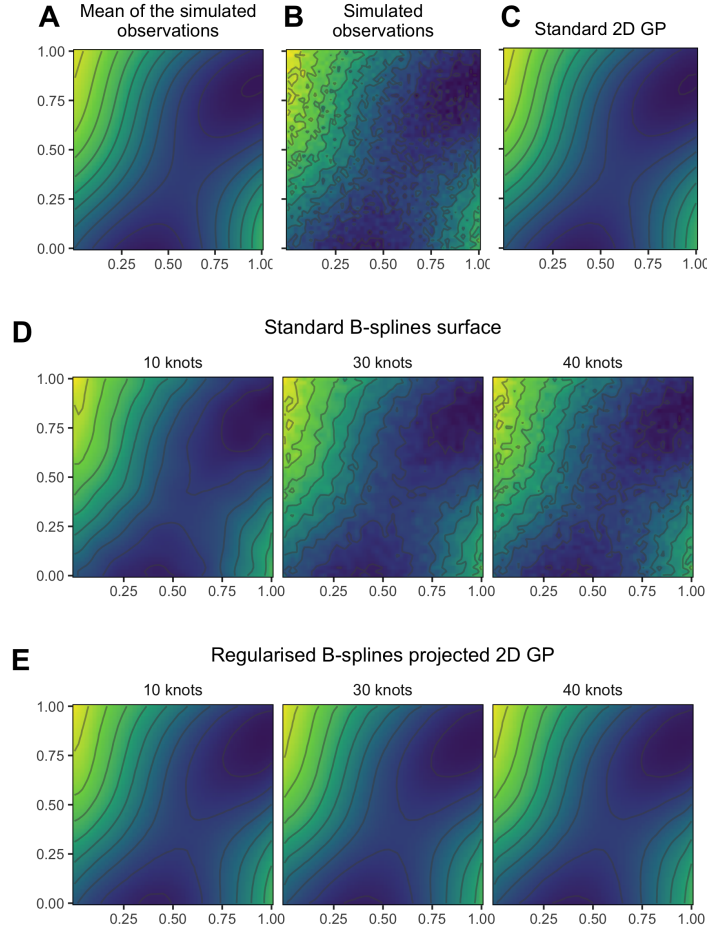 A Mean of the simulated
observations
B Simulated
observations
C Standard 2D GP
1.00
0.75
0.50
0.25
0.00
0.25 0.50 0.75 1.00
0.25 0.50 0.75 1.00
0.25 0.50 0.75 1.00
D Standard B-splines surface
10 knots 30 knots 40 knots
1.00
0.75
0.50
0.25
0.00
0.25 0.50 0.75 1.00
0.25 0.50 0.75 1.00
0.25 0.50 0.75 1.00
E Regularised B-splines projected 2D GP
10 knots 30 knots 40 knots
1.00
0.75
0.50
0.25
0.00
0.25 0.50 0.75 1.00
0.25 0.50 0.75 1.00
0.25 0.50 0.75 1.00